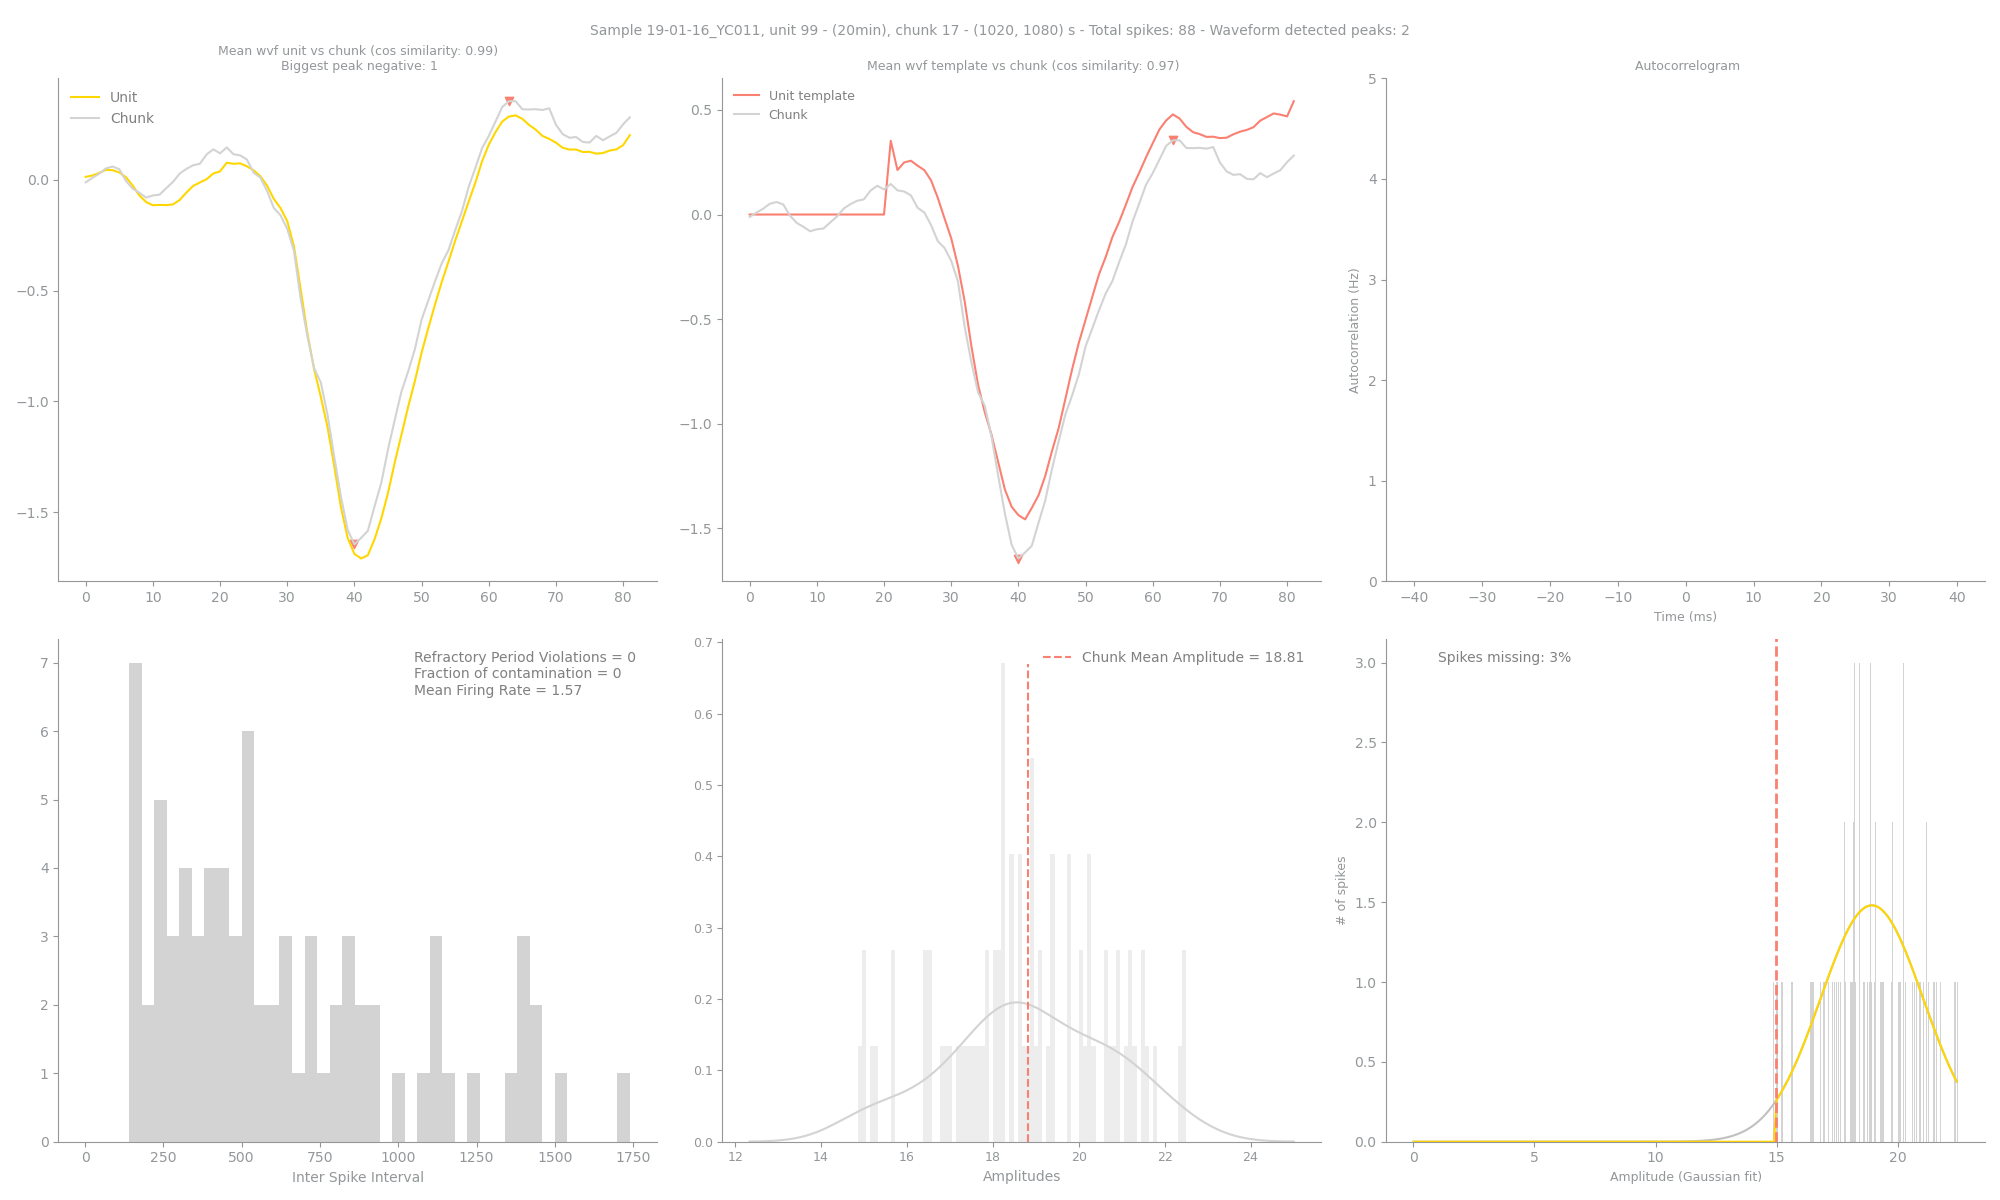 Sample 19-01-16_YC011, unit 99 - (20min), chunk 17 - (1020, 1080) s - Total spikes: 88 - Waveform detected peaks: 2
Mean wvf unit vs chunk (cos similarity: 0.99)
Biggest peak negative: 1
Unit
Chunk
0.0
−0.5
−1.0
−1.5
0 10 20 30 40 50 60 70 80
Mean wvf template vs chunk (cos similarity: 0.97)
Unit template
Chunk
0.5
0.0
−0.5
−1.0
−1.5
0 10 20 30 40 50 60 70 80
Autocorrelogram
Autocorrelation (Hz)
5
4
3
2
1
0
−40 −30 −20 −10 0 10 20 30 40
Time (ms)
Refractory Period Violations = 0
Fraction of contamination = 0
Mean Firing Rate = 1.57
7
6
5
4
3
2
1
0
0 250 500 750 1000 1250 1500 1750
Inter Spike Interval
Chunk Mean Amplitude = 18.81
0.7
0.6
0.5
0.4
0.3
0.2
0.1
0.0
12 14 16 18 20 22 24
Amplitudes
Spikes missing: 3%
# of spikes
3.0
2.5
2.0
1.5
1.0
0.5
0.0
0 5 10 15 20
Amplitude (Gaussian fit)